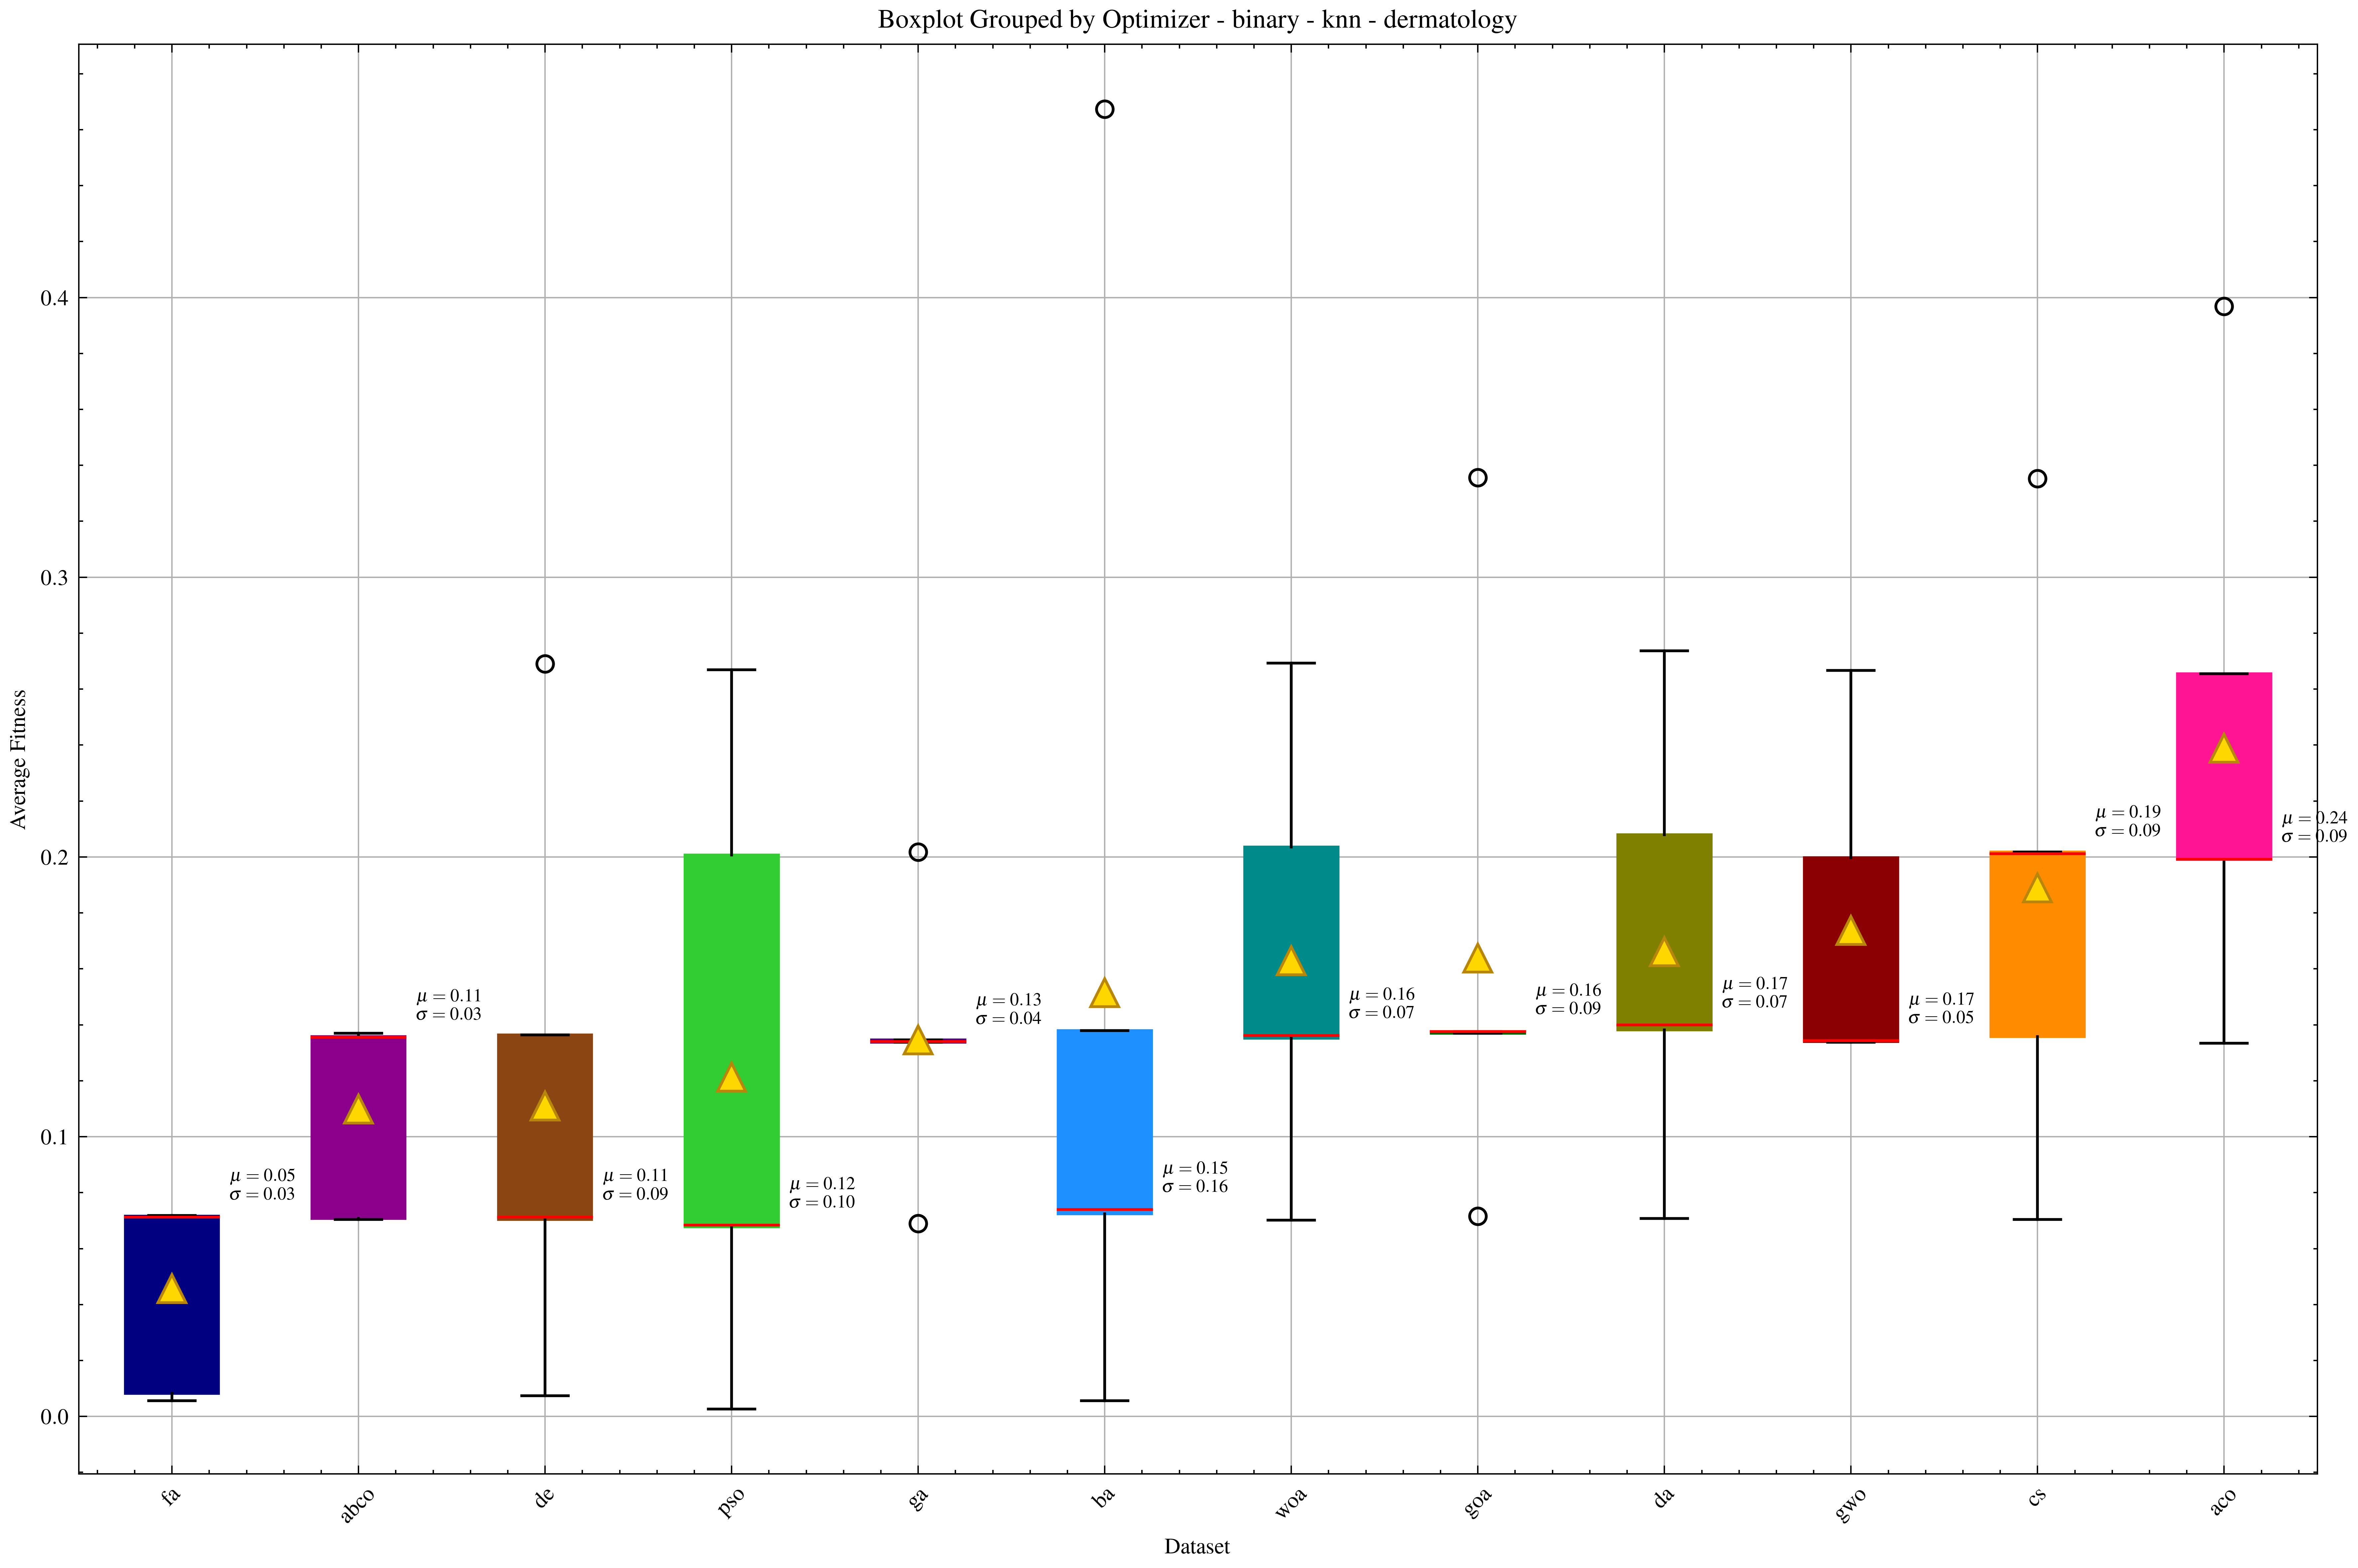 Boxplot Grouped by Optimizer - binary - knn - dermatology
Average Fitness
0.4
0.3
0.2
0.1
0.0
μ = 0.05
σ = 0.03
μ = 0.11
σ = 0.03
μ = 0.11
σ = 0.09
μ = 0.12
σ = 0.10
μ = 0.13
σ = 0.04
μ = 0.15
σ = 0.16
μ = 0.16
σ = 0.07
μ = 0.16
σ = 0.09
μ = 0.17
σ = 0.07
μ = 0.17
σ = 0.05
μ = 0.19
σ = 0.09
μ = 0.24
σ = 0.09
fa
abco
de
pso
ga
ba
woa
goa
da
gwo
cs
aco
Dataset